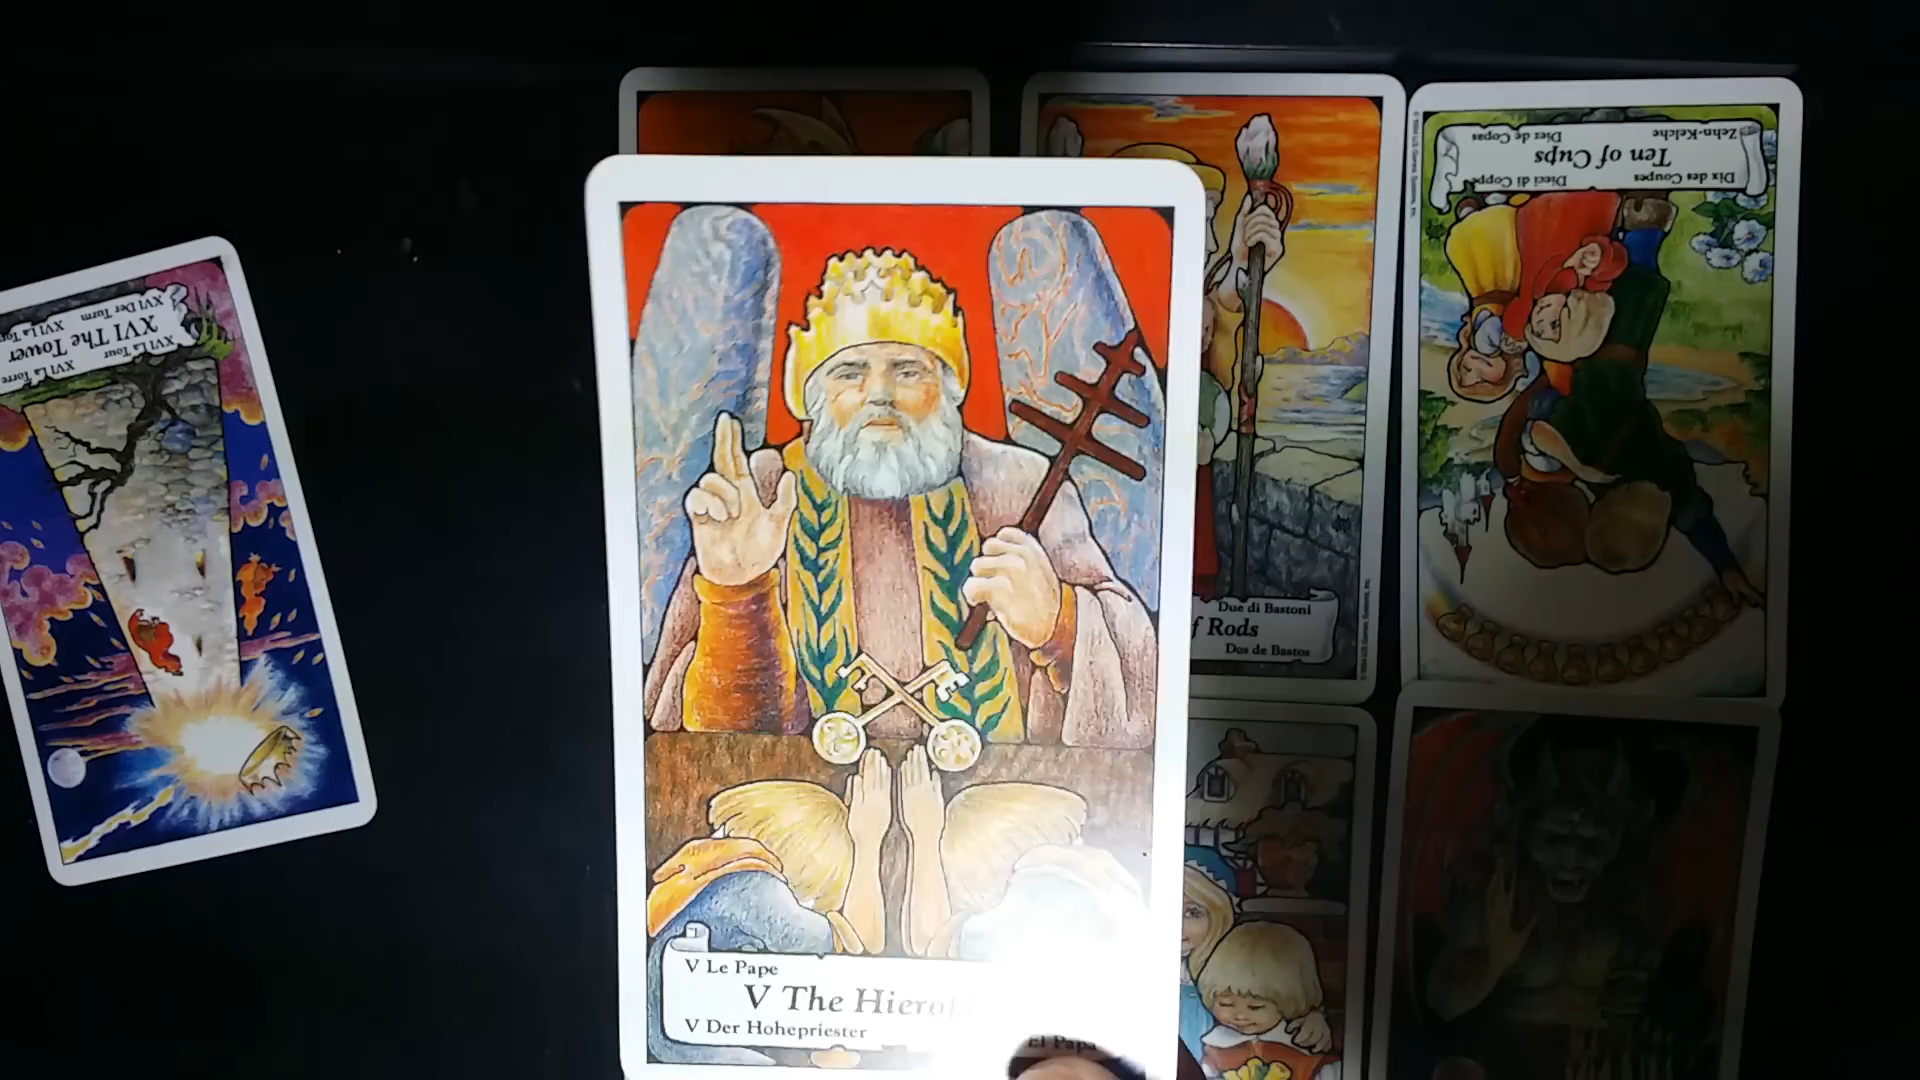 XVI La Torre
XVI La Tour
XVI The Tower
XVI Der Turm
V Le Pape
V The
V Der Hohepriester
El Papa
Due di Bastoni
f Rods
Dos de Bastos
Dix des Coupes
Dieci di Coppe
Ten of Cups
Zehn-Kelche
Diez de Copas